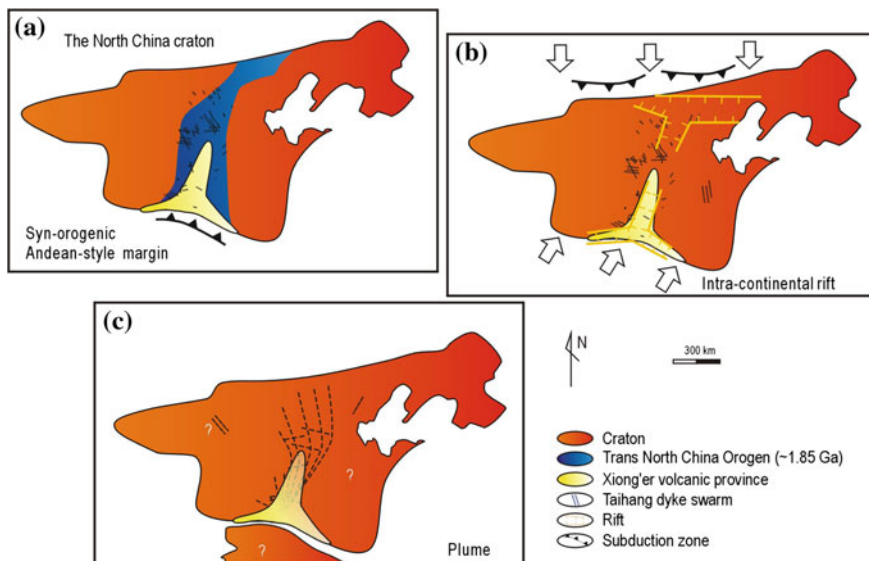 (a)
The North China craton
Syn-orogenic
Andean-style margin
(b)
Intra-continental rift
(c)
?
?
?
Plume
N
300 km
Craton
Trans North China Orogen (~1.85 Ga)
Xiong'er volcanic province
Taihang dyke swarm
Rift
Subduction zone